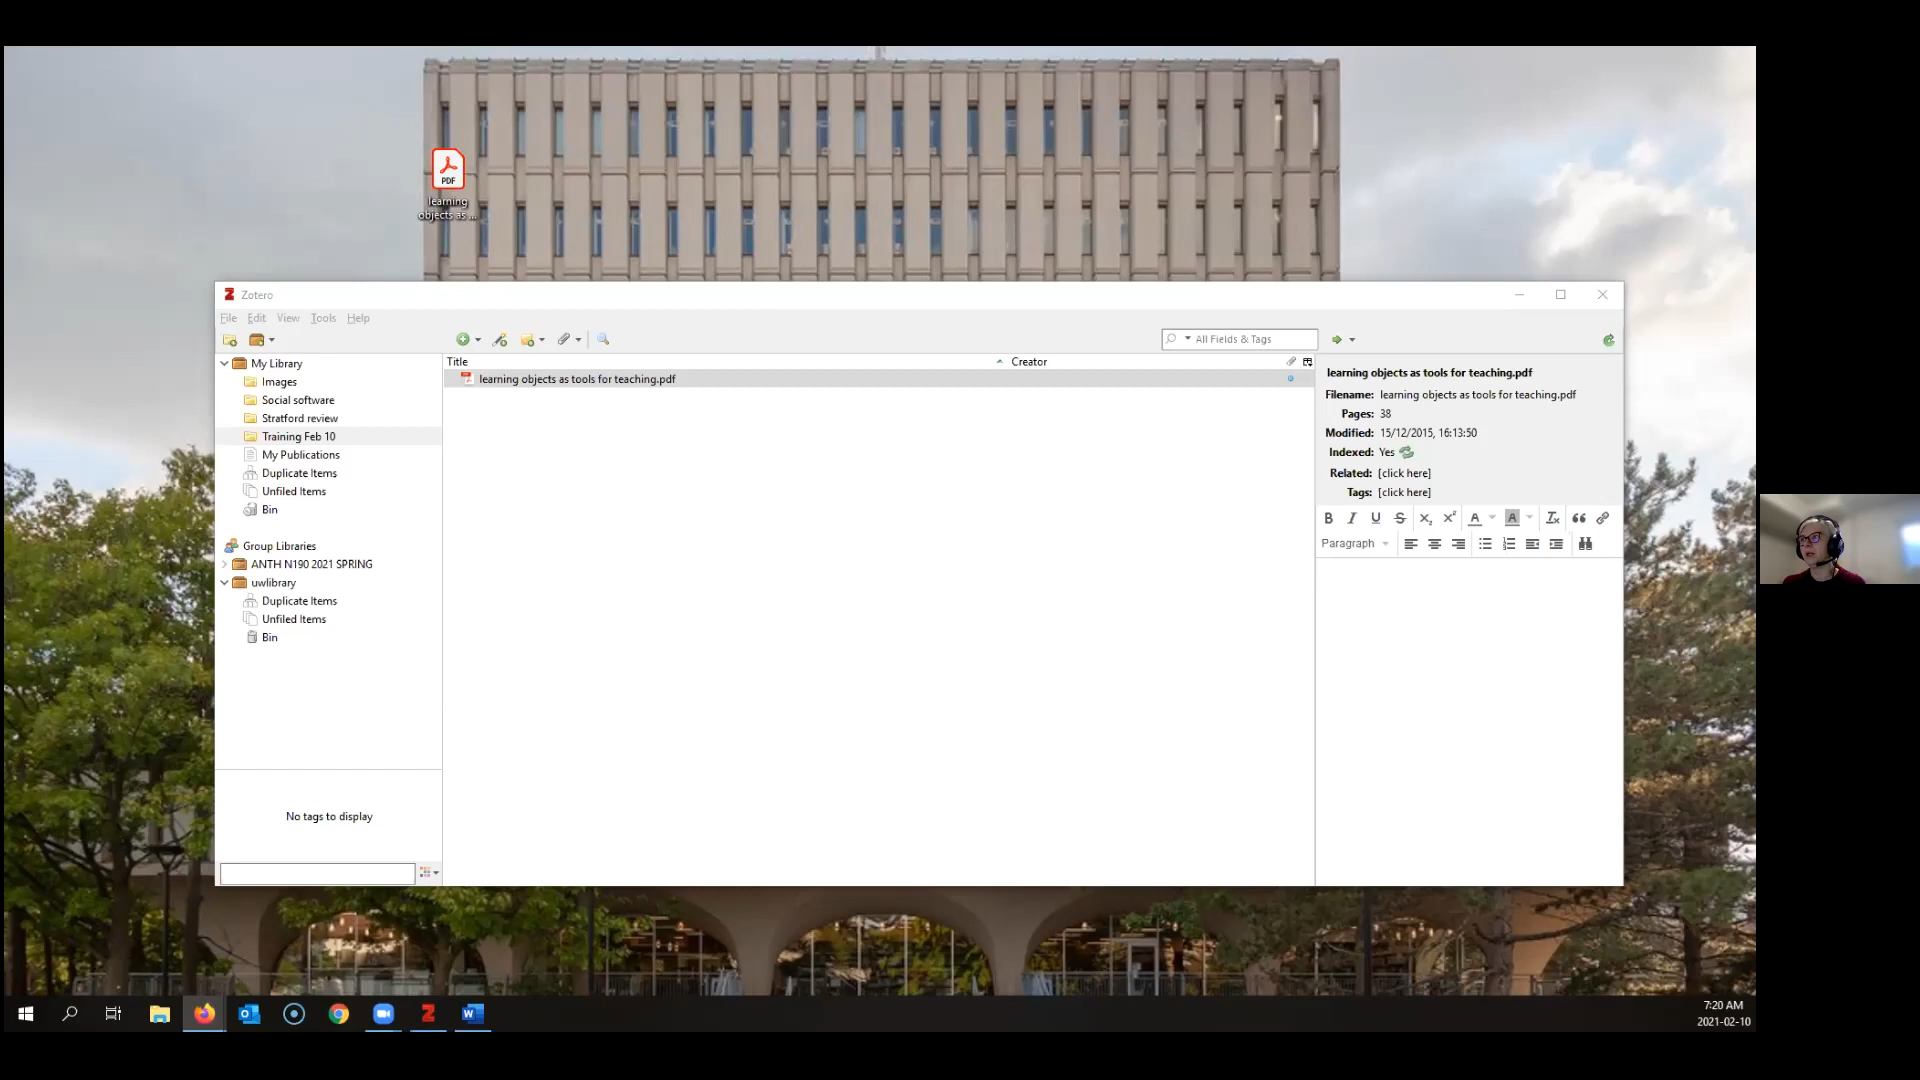 PDF
learning
objects as ...
Zotero
File Edit View Tools Help
All Fields & Tags
My Library
Images
Social software
Stratford review
Training Feb 10
My Publications
Duplicate Items
Unfiled Items
Bin
Group Libraries
ANTH N190 2021 SPRING
uwlibrary
Duplicate Items
Unfiled Items
Bin
No tags to display
Title Creator
learning objects as tools for teaching.pdf
learning objects as tools for teaching.pdf
Filename: learning objects as tools for teaching.pdf
Pages: 38
Modified: 15/12/2015, 16:13:50
Indexed: Yes
Related: [click here]
Tags: [click here]
Paragraph
7:20 AM
2021-02-10